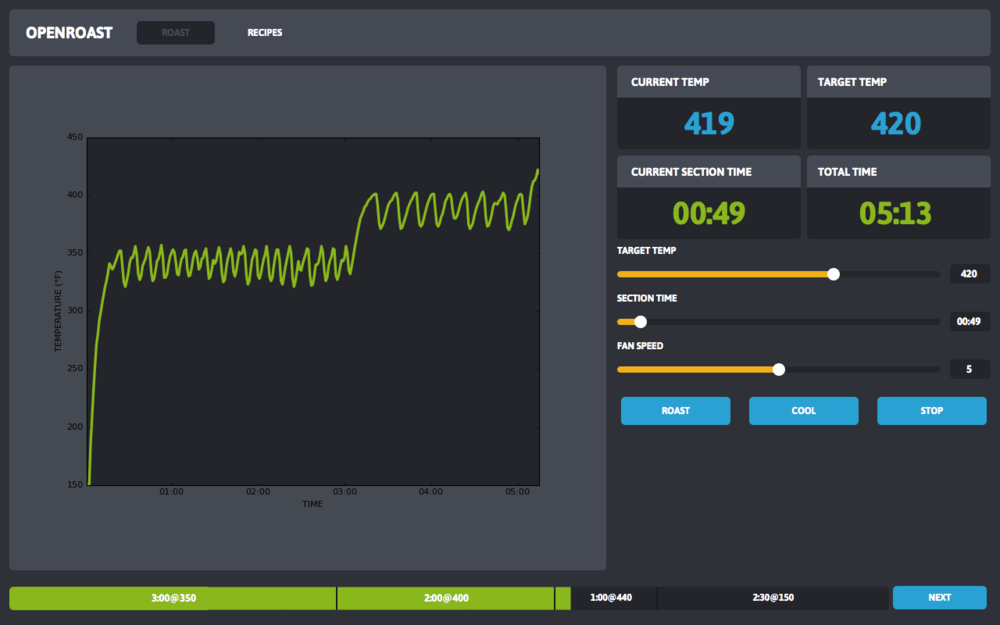 OPENROAST ROAST RECIPES
CURRENT TEMP TARGET TEMP
419 420
CURRENT SECTION TIME TOTAL TIME
00:49 05:13
TARGET TEMP
420
SECTION TIME
00:49
FAN SPEED
5
ROAST COOL STOP
450
400
350
300
250
200
150
TEMPERATURE (°F)
01:00 02:00 03:00 04:00 05:00
TIME
3:00@350 2:00@400 1:00@440 2:30@150 NEXT